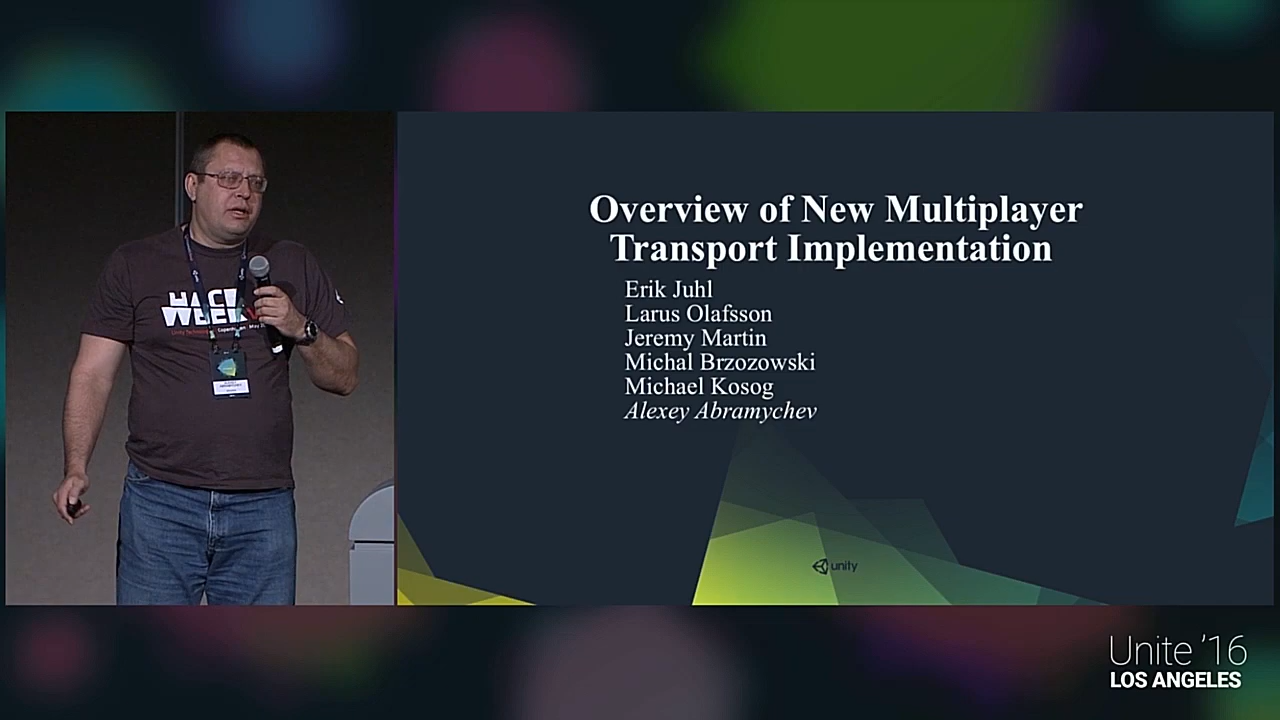 Overview of New Multiplayer
Transport Implementation
Erik Juhl
Larus Olafsson
Jeremy Martin
Michal Brzozowski
Michael Kosog
Alexey Abramychev
unity
HACK
WEEK
Unite '16
LOS ANGELES